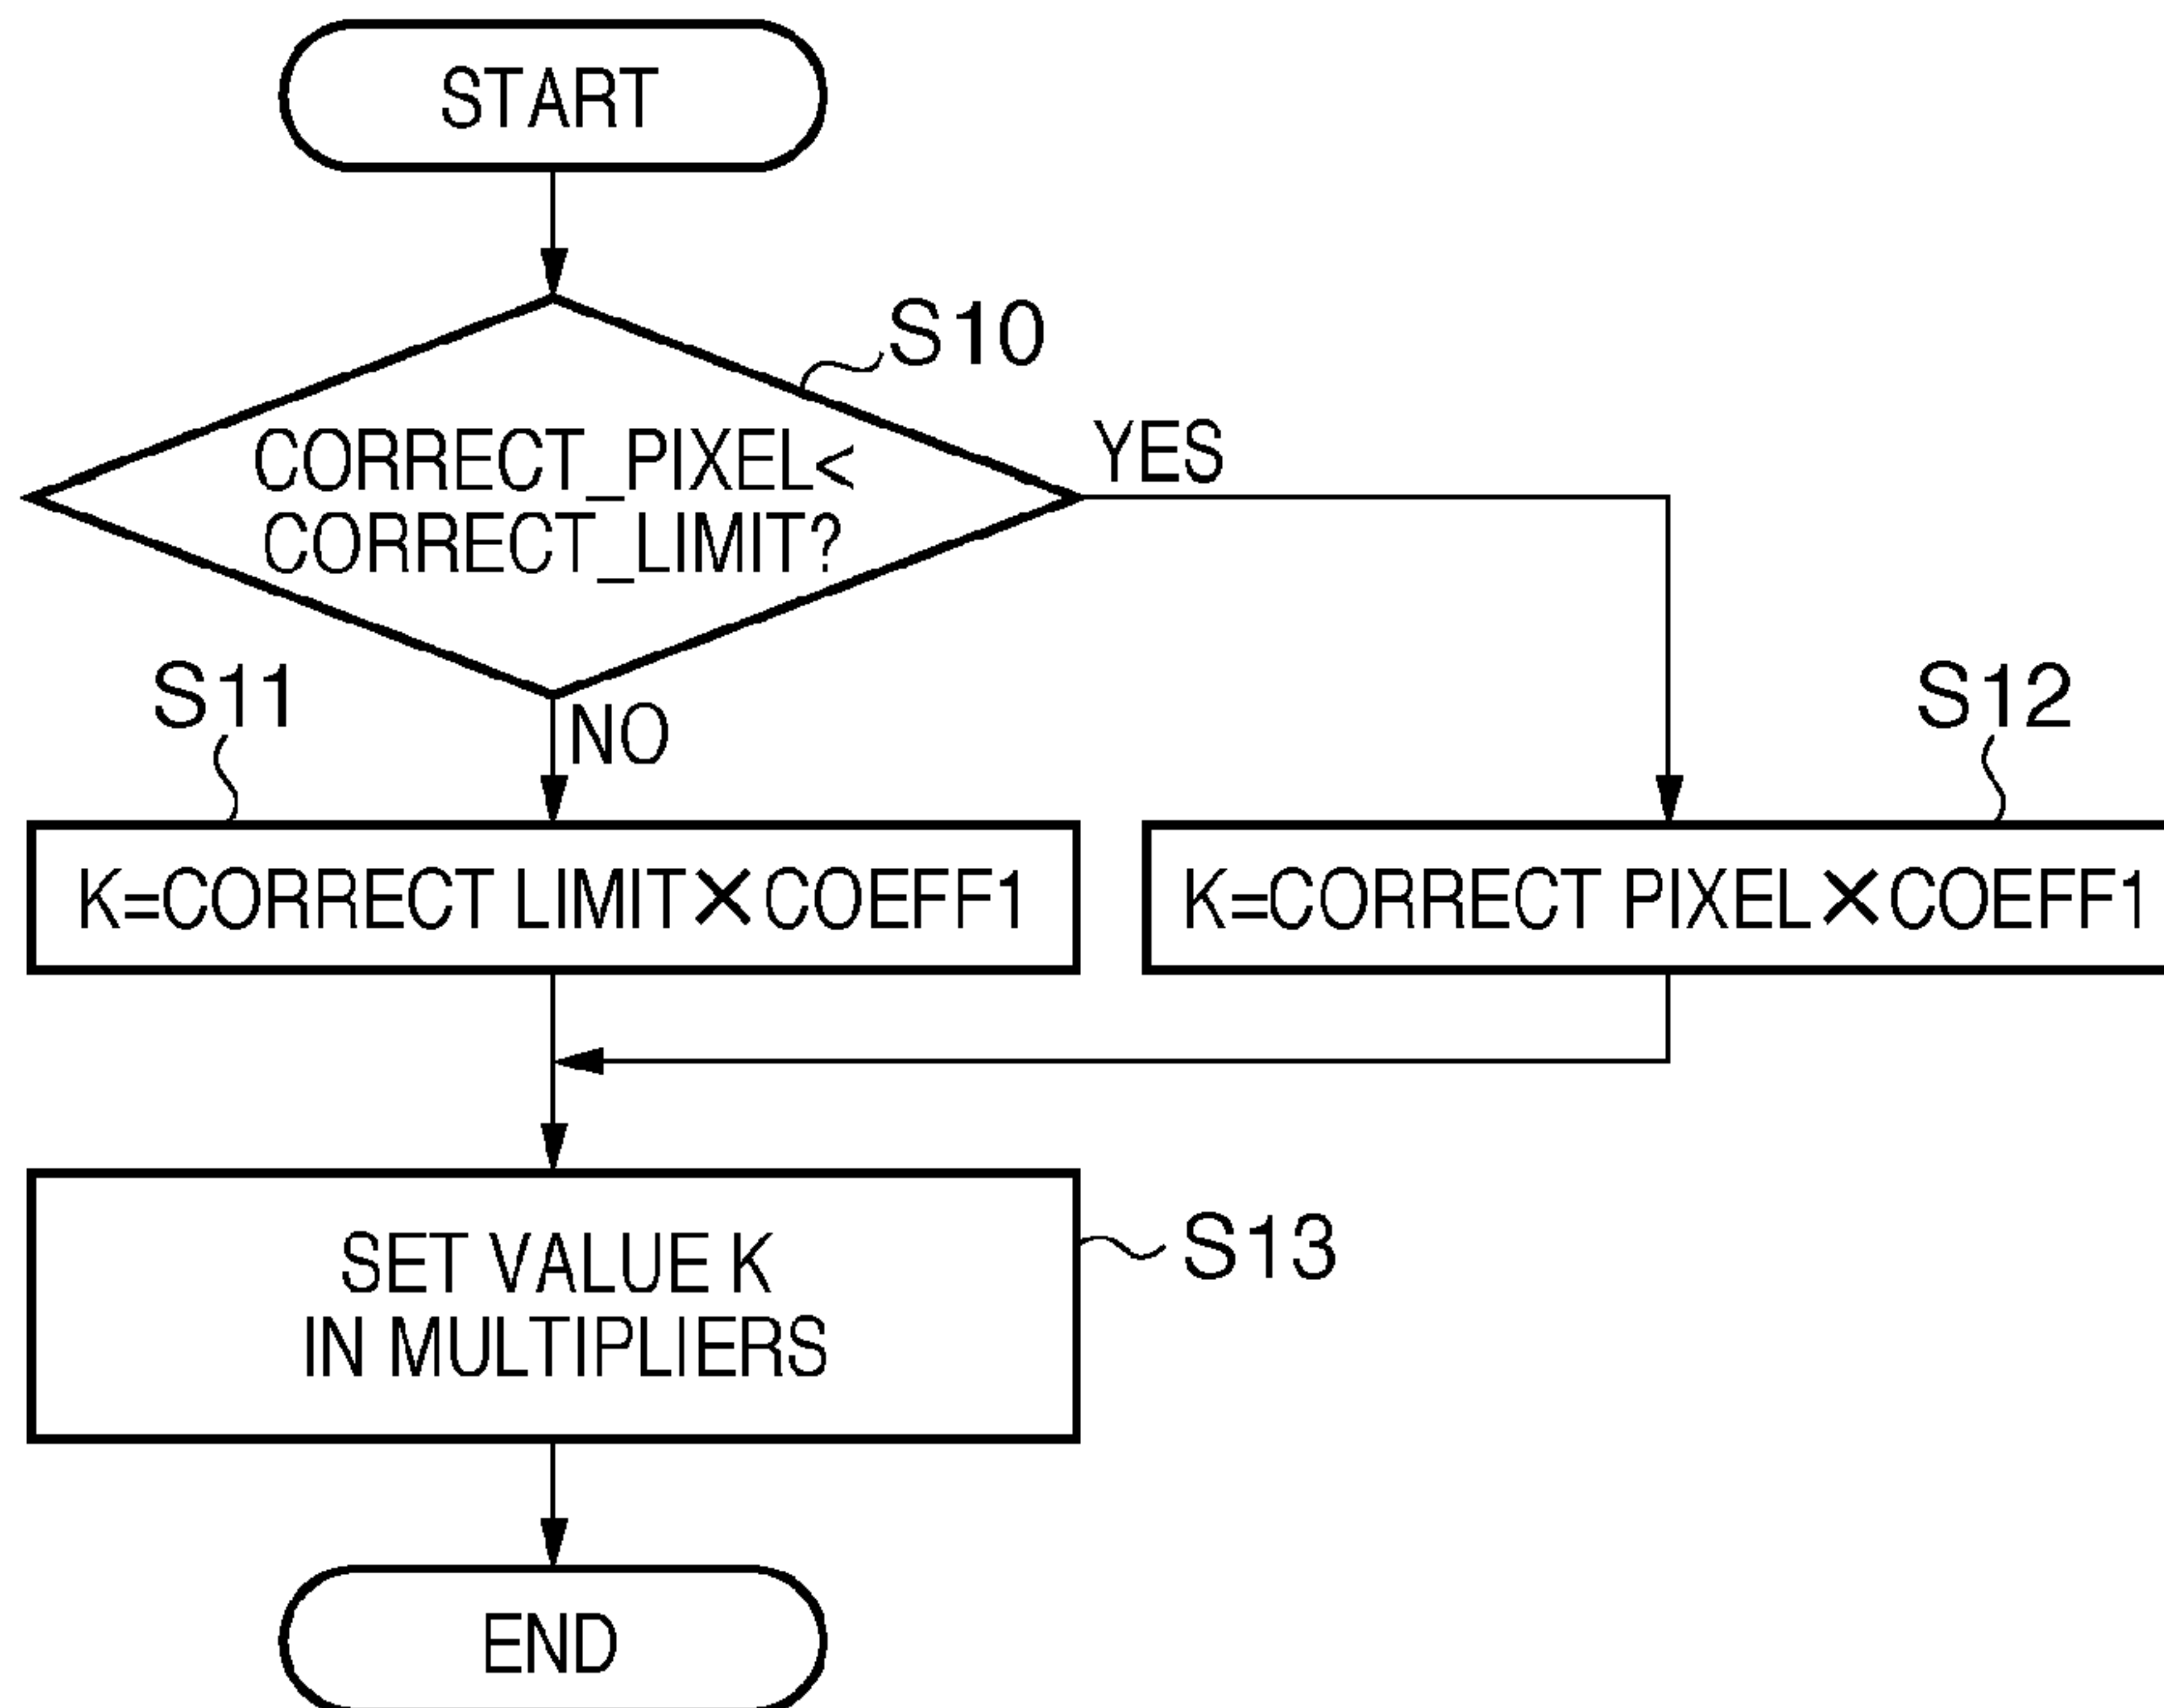 START
S10
CORRECT_PIXEL<
CORRECT_LIMIT?
YES
NO
S11
S12
K=CORRECT LIMIT×COEFF1
K=CORRECT PIXEL×COEFF1
SET VALUE K
IN MULTIPLIERS
S13
END